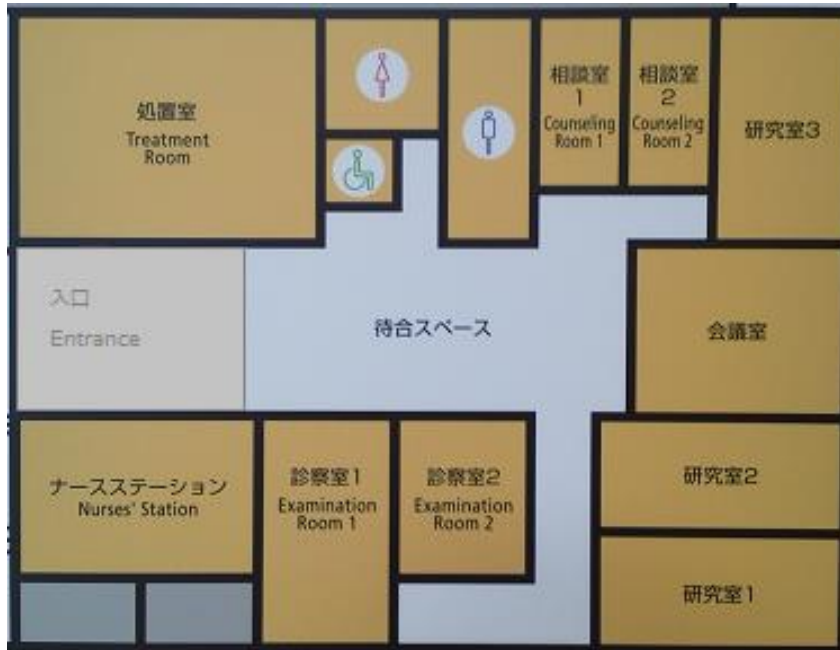 処置室
Treatment
Room
相談室
1
Counseling
Room 1
相談室
2
Counseling
Room 2
研究室3
入口
Entrance
待合スペース
会議室
ナースステーション
Nurses' Station
診察室1
Examination
Room 1
診察室2
Examination
Room 2
研究室2
研究室1